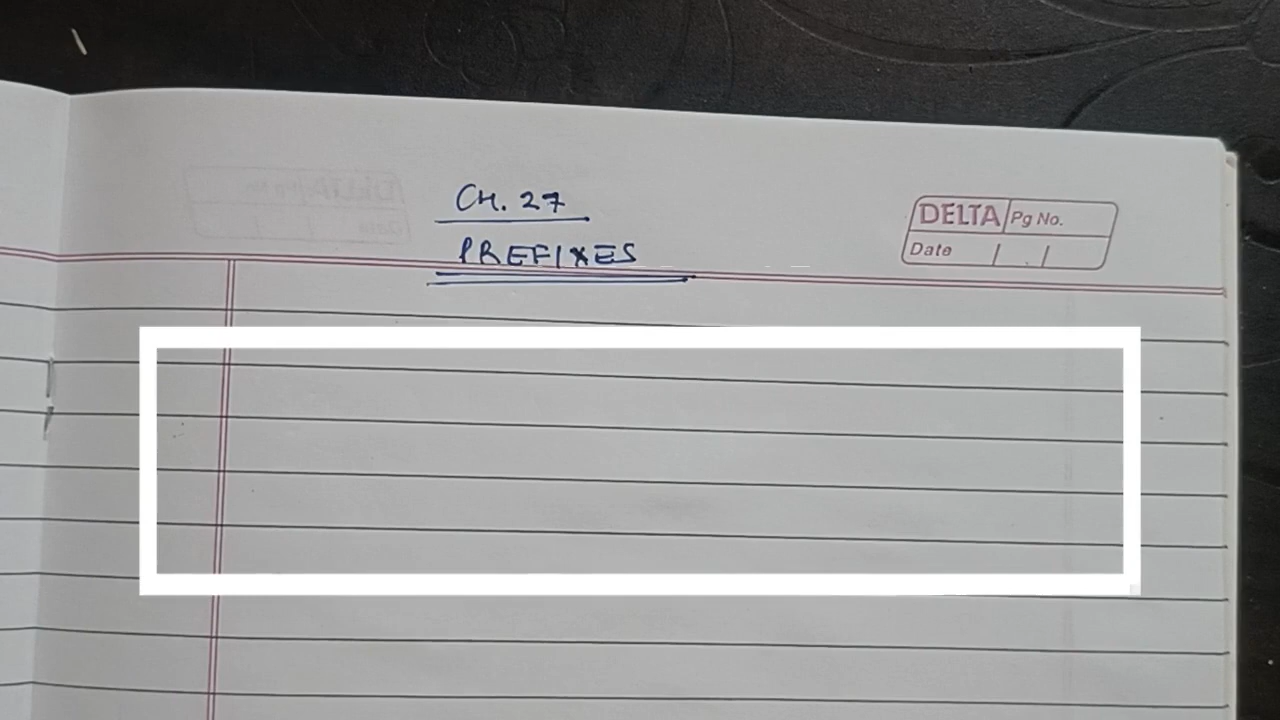 CH. 27
PREFIXES
DELTA Pg No.
Date / /